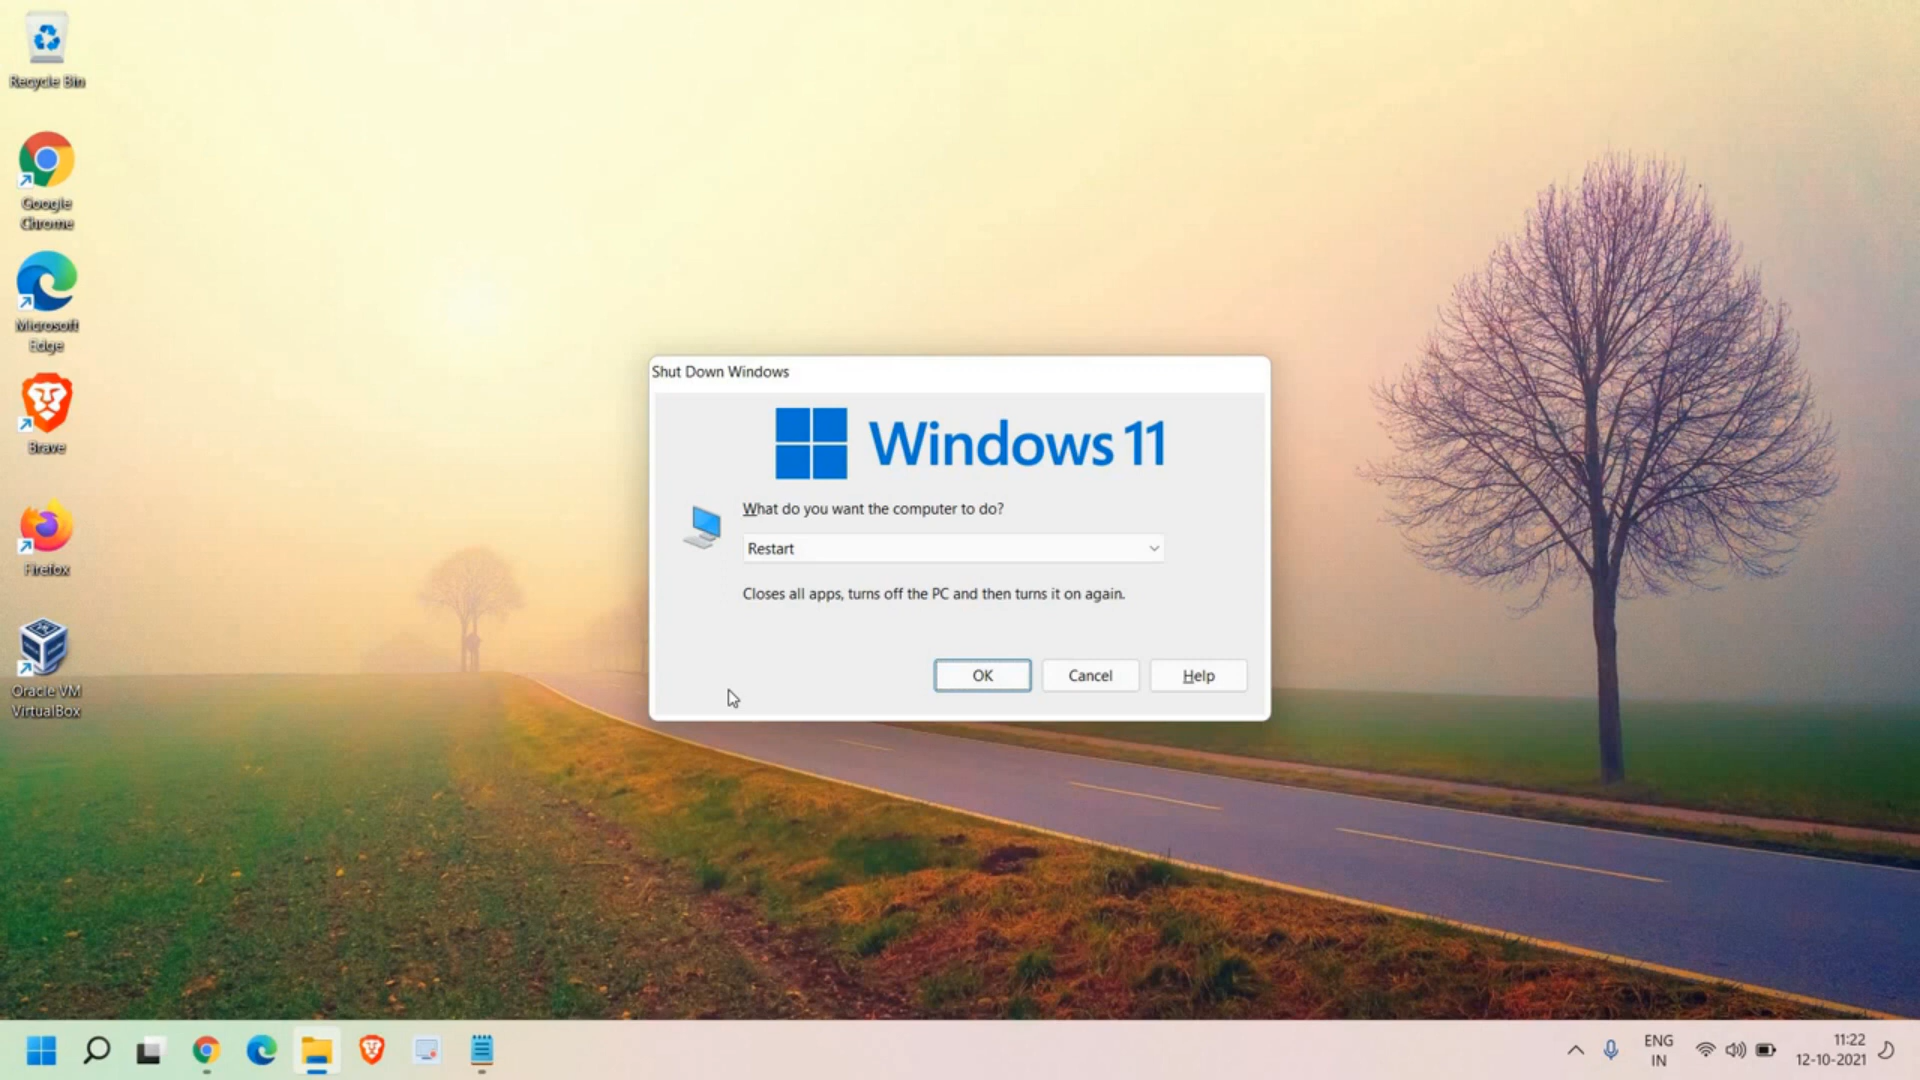 Recycle Bin
Google
Chrome
Microsoft
Edge
Brave
Firefox
Oracle VM
VirtualBox
Shut Down Windows
Windows 11
What do you want the computer to do?
Restart
Closes all apps, turns off the PC and then turns it on again.
OK
Cancel
Help
ENG
IN
11:22
12-10-2021